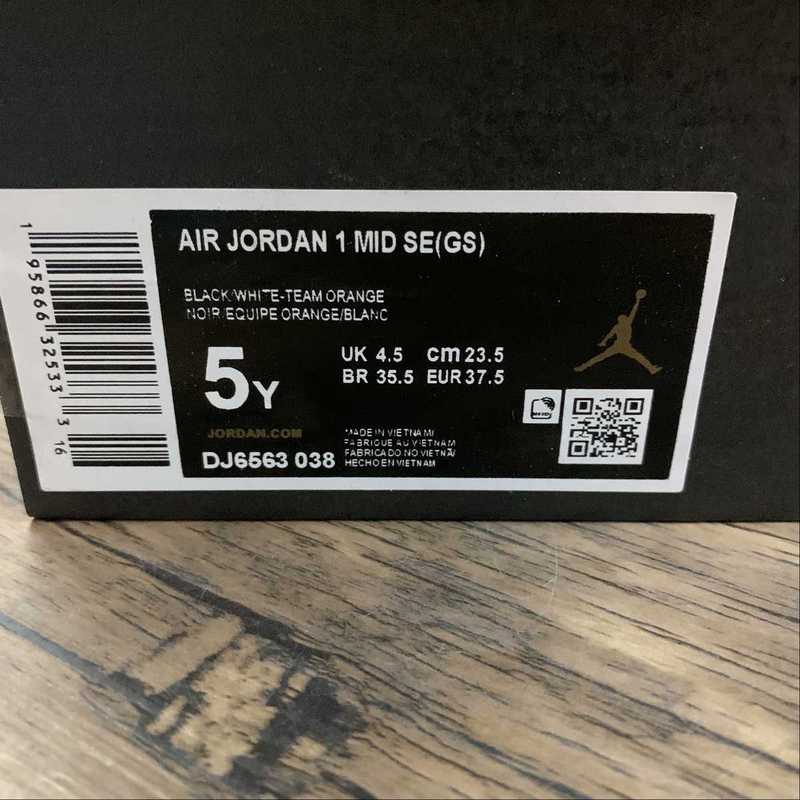 AIR JORDAN 1 MID SE(GS)
BLACK/WHITE-TEAM ORANGE
NOIR/EQUIPE ORANGE/BLANC
5Y
UK 4.5 cm 23.5
BR 35.5 EUR 37.5
JORDAN.COM
DJ6563 038
MADE IN VIETNAM/
FABRIQUE AU VIETNAM
FABRICADO NO VIETNÃ/
HECHO EN VIETNAM
1 95866 32533 3 16